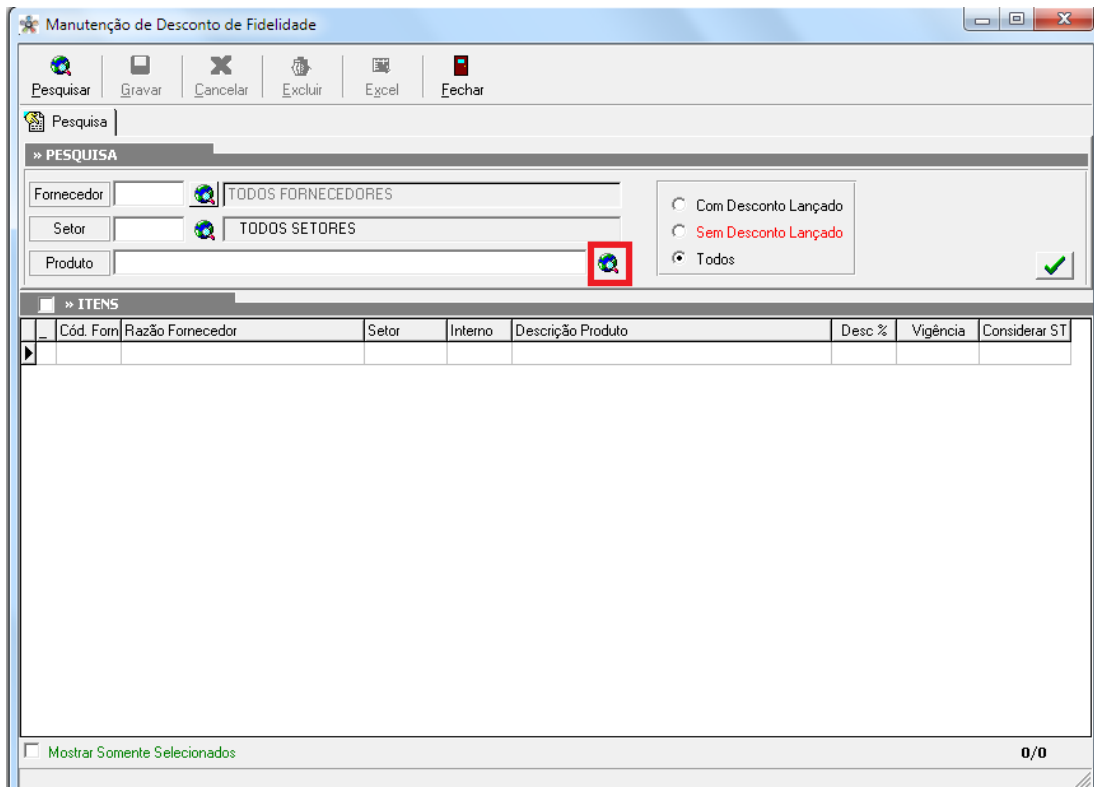 Manutenção de Desconto de Fidelidade
Pesquisar Gravar Cancelar Excluir Excel Fechar
Pesquisa
» PESQUISA
Fornecedor TODOS FORNECEDORES
Setor TODOS SETORES
Produto
Com Desconto Lançado
Sem Desconto Lançado
Todos
» ITENS
_ Cód. Forn Razão Fornecedor Setor Interno Descrição Produto Desc % Vigência Considerar ST
Mostrar Somente Selecionados 0/0